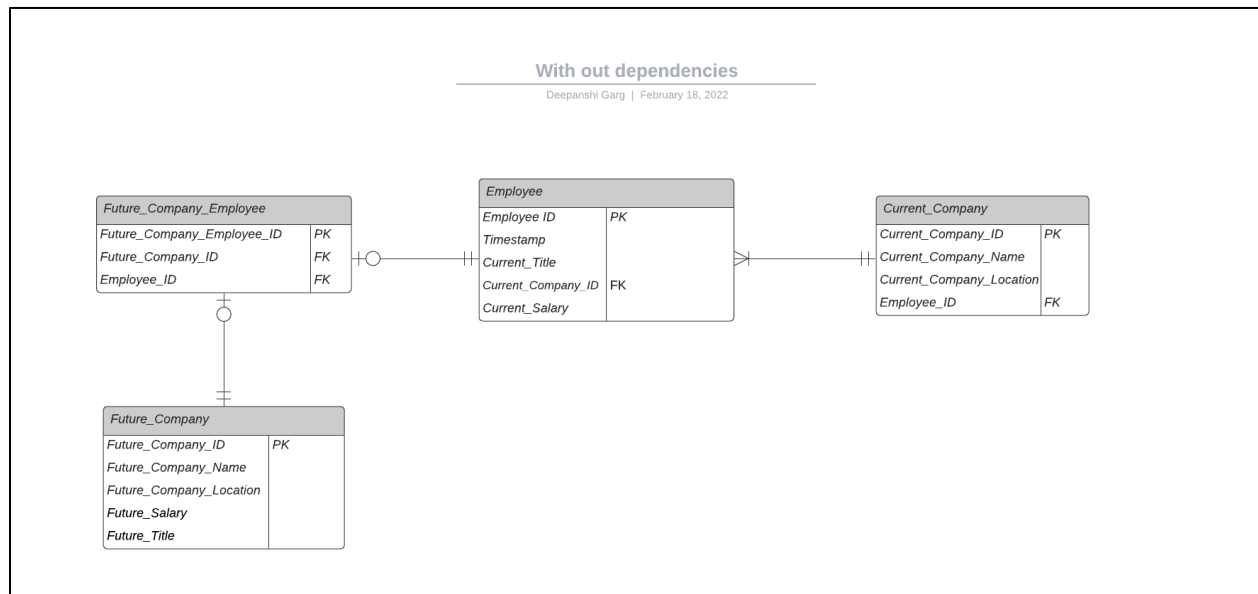 With out dependencies
Deepanshi Garg | February 18, 2022
Future_Company_Employee
Future_Company_Employee_ID PK
Future_Company_ID FK
Employee_ID FK
Employee
Employee ID PK
Timestamp
Current_Title
Current_Company_ID FK
Current_Salary
Current_Company
Current_Company_ID PK
Current_Company_Name
Current_Company_Location
Employee_ID FK
Future_Company
Future_Company_ID PK
Future_Company_Name
Future_Company_Location
Future_Salary
Future_Title